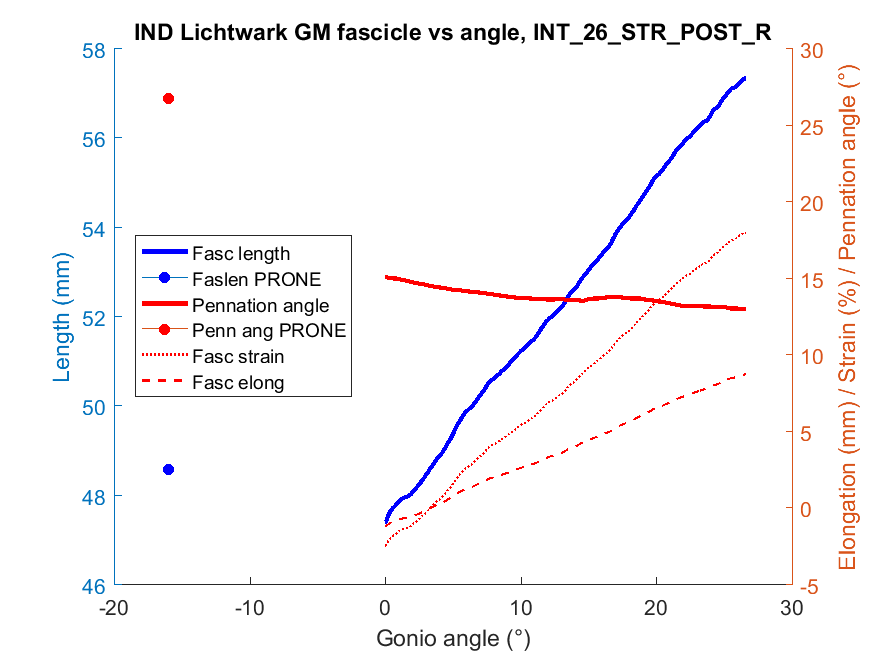 IND Lichtwark GM fascicle vs angle, INT_26_STR_POST_R
58
56
54
52
50
48
46
Length (mm)
30
25
20
15
10
5
0
-5
Elongation (mm) / Strain (%) / Pennation angle (°)
Fasc length
Faslen PRONE
Pennation angle
Penn ang PRONE
Fasc strain
Fasc elong
-20
-10
0
10
20
30
Gonio angle (°)